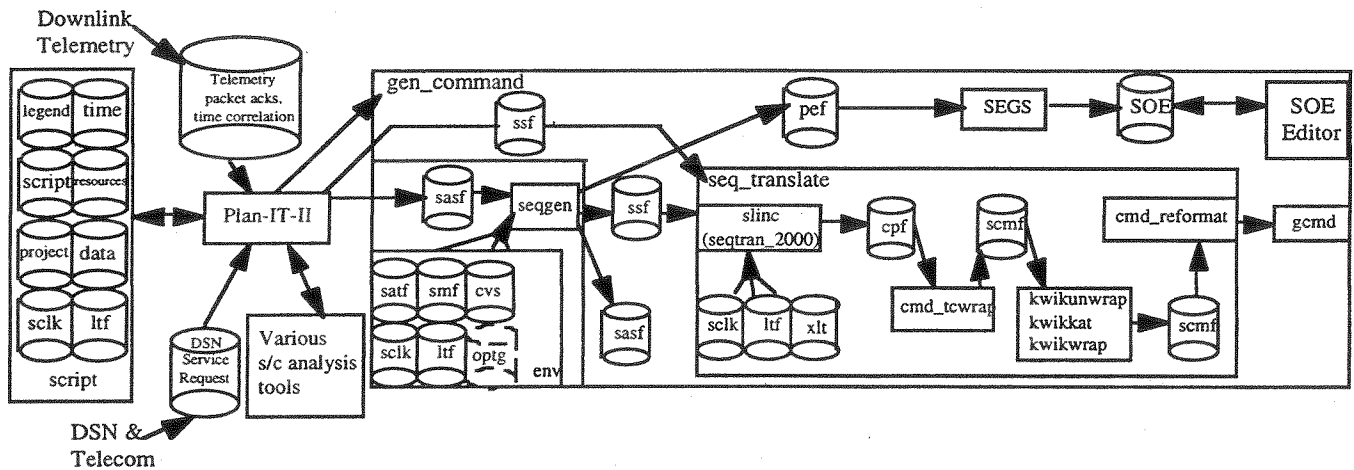 Downlink
Telemetry
legend
time
script
resources
project
data
sclk
ltf
script
Telemetry
packet acks,
time correlation
Plan-IT-II
DSN
Service
Request
DSN &
Telecom
Various
s/c analysis
tools
gen_command
ssf
sasf
seqgen
ssf
sasf
satf
smf
cvs
sclk
ltf
optg
env
pef
SEGS
SOE
SOE
Editor
seq_translate
slinc
(seqtran_2000)
sclk
ltf
xlt
cpf
cmd_tcwrap
scmf
kwikunwrap
kwikkat
kwikwrap
scmf
cmd_reformat
gcmd